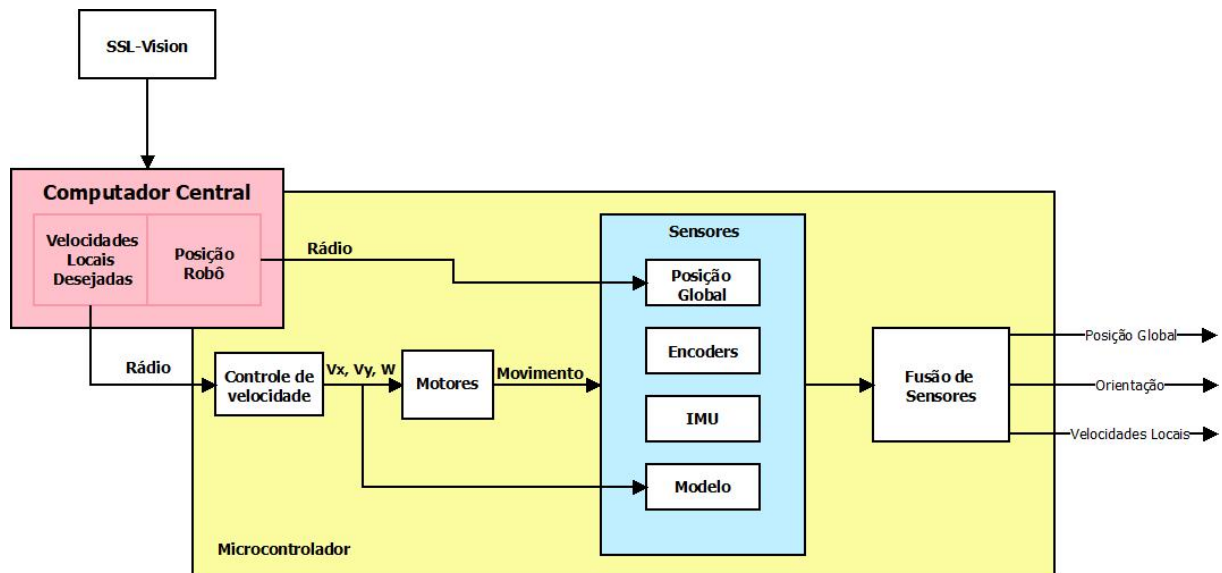 SSL-Vision
Computador Central
Velocidades
Locais
Desejadas
Posição
Robô
Rádio
Rádio
Controle de
velocidade
Vx, Vy, W
Motores
Movimento
Sensores
Posição
Global
Encoders
IMU
Modelo
Fusão de
Sensores
Posição Global
Orientação
Velocidades Locais
Microcontrolador